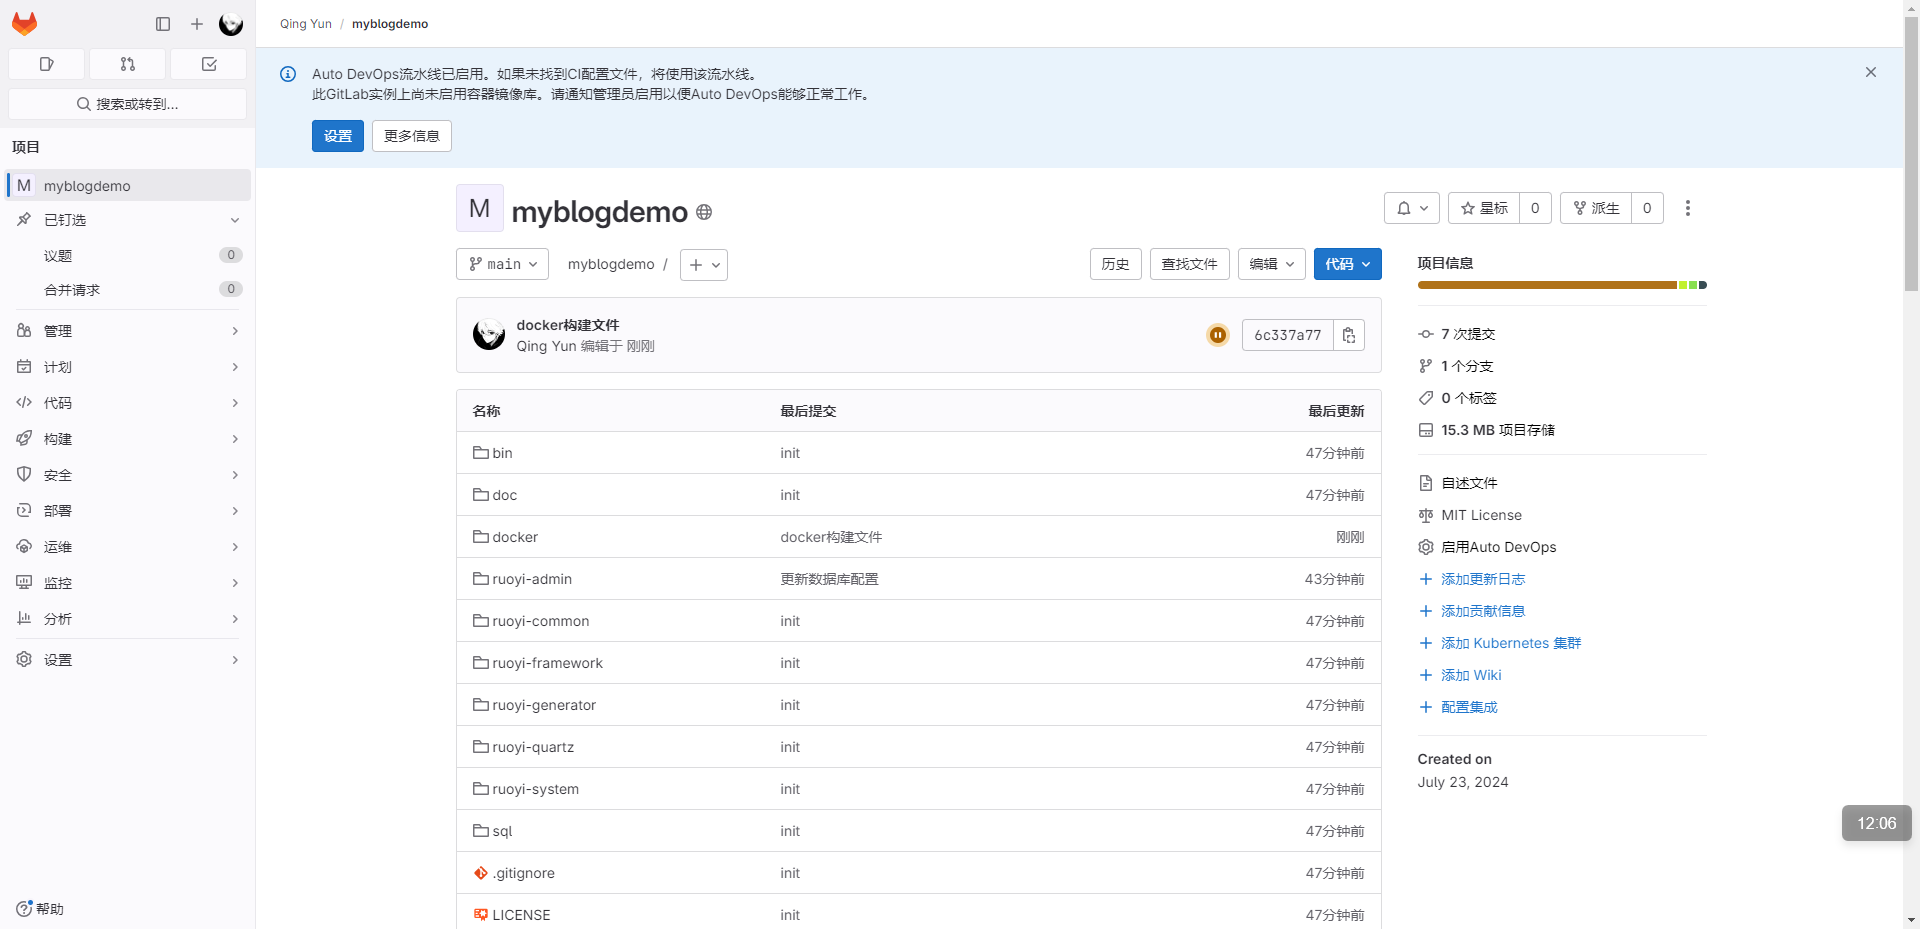 Qing Yun / myblogdemo
搜索或转到...
项目
M myblogdemo
已钉选
议题 0
合并请求 0
管理
计划
代码
构建
安全
部署
运维
监控
分析
设置
帮助
Auto DevOps流水线已启用。如果未找到CI配置文件，将使用该流水线。
此GitLab实例上尚未启用容器镜像库。请通知管理员启用以便Auto DevOps能够正常工作。
设置 更多信息
M myblogdemo
星标 0 派生 0
main myblogdemo / 历史 查找文件 编辑 代码
docker构建文件
Qing Yun 编辑于 刚刚
6c337a77
名称 最后提交 最后更新
bin init 47分钟前
doc init 47分钟前
docker docker构建文件 刚刚
ruoyi-admin 更新数据库配置 43分钟前
ruoyi-common init 47分钟前
ruoyi-framework init 47分钟前
ruoyi-generator init 47分钟前
ruoyi-quartz init 47分钟前
ruoyi-system init 47分钟前
sql init 47分钟前
.gitignore init 47分钟前
LICENSE init 47分钟前
项目信息
7 次提交
1 个分支
0 个标签
15.3 MB 项目存储
自述文件
MIT License
启用Auto DevOps
添加更新日志
添加贡献信息
添加 Kubernetes 集群
添加 Wiki
配置集成
Created on
July 23, 2024
12:06